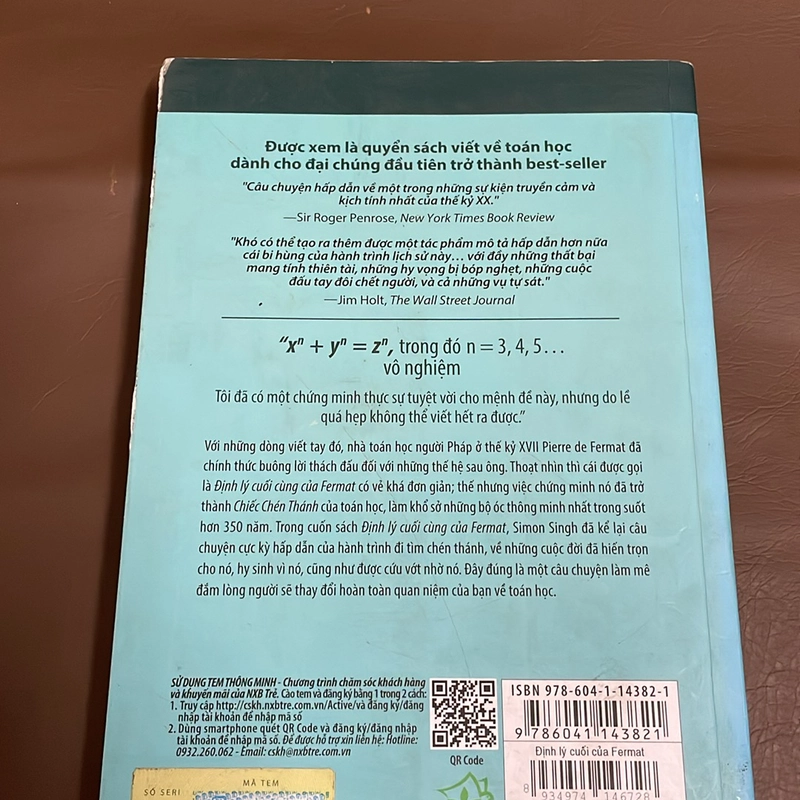 Được xem là quyển sách viết về toán học
dành cho đại chúng đầu tiên trở thành best-seller
"Câu chuyện hấp dẫn về một trong những sự kiện truyền cảm và
kịch tính nhất của thế kỷ XX."
—Sir Roger Penrose, New York Times Book Review
"Khó có thể tạo ra thêm được một tác phẩm mô tả hấp dẫn hơn nữa
cái bi hùng của hành trình lịch sử này... với đầy những thất bại
mang tính thiên tài, những hy vọng bị bóp nghẹt, những cuộc
đấu tay đôi chết người, và cả những vụ tự sát."
—Jim Holt, The Wall Street Journal
"xⁿ + yⁿ = zⁿ, trong đó n = 3, 4, 5...
vô nghiệm
Tôi đã có một chứng minh thực sự tuyệt vời cho mệnh đề này, nhưng do lề
quá hẹp không thể viết hết ra được."
Với những dòng viết tay đó, nhà toán học người Pháp ở thế kỷ XVII Pierre de Fermat đã
chính thức buông lời thách đấu đối với những thế hệ sau ông. Thoạt nhìn thì cái được gọi
là Định lý cuối cùng của Fermat có vẻ khá đơn giản; thế nhưng việc chứng minh nó đã trở
thành Chiếc Chén Thánh của toán học, làm khổ sở những bộ óc thông minh nhất trong suốt
hơn 350 năm. Trong cuốn sách Định lý cuối cùng của Fermat, Simon Singh đã kể lại câu
chuyện cực kỳ hấp dẫn của hành trình đi tìm chén thánh, về những cuộc đời đã hiến trọn
cho nó, hy sinh vì nó, cũng như được cứu vớt nhờ nó. Đây đúng là một câu chuyện làm mê
đắm lòng người sẽ thay đổi hoàn toàn quan niệm của bạn về toán học.
SỬ DỤNG TEM THÔNG MINH - Chương trình chăm sóc khách hàng
và khuyến mãi của NXB Trẻ. Cào tem và đăng ký bằng 1 trong 2 cách:
1. Truy cập http://cskh.nxbtre.com.vn/Active/và đăng ký/đăng
nhập tài khoản để nhập mã số
2. Dùng smartphone quét QR Code và đăng ký/đăng nhập
tài khoản để nhập mã số. Để được hỗ trợ xin liên hệ: Hotline:
0932.260.062 - Email: cskh@nxbtre.com.vn
QR Code
ISBN 978-604-1-14382-1
9 786041 143821
Định lý cuối của Fermat
8 934974 146728
MÃ TEM
SỐ SERI